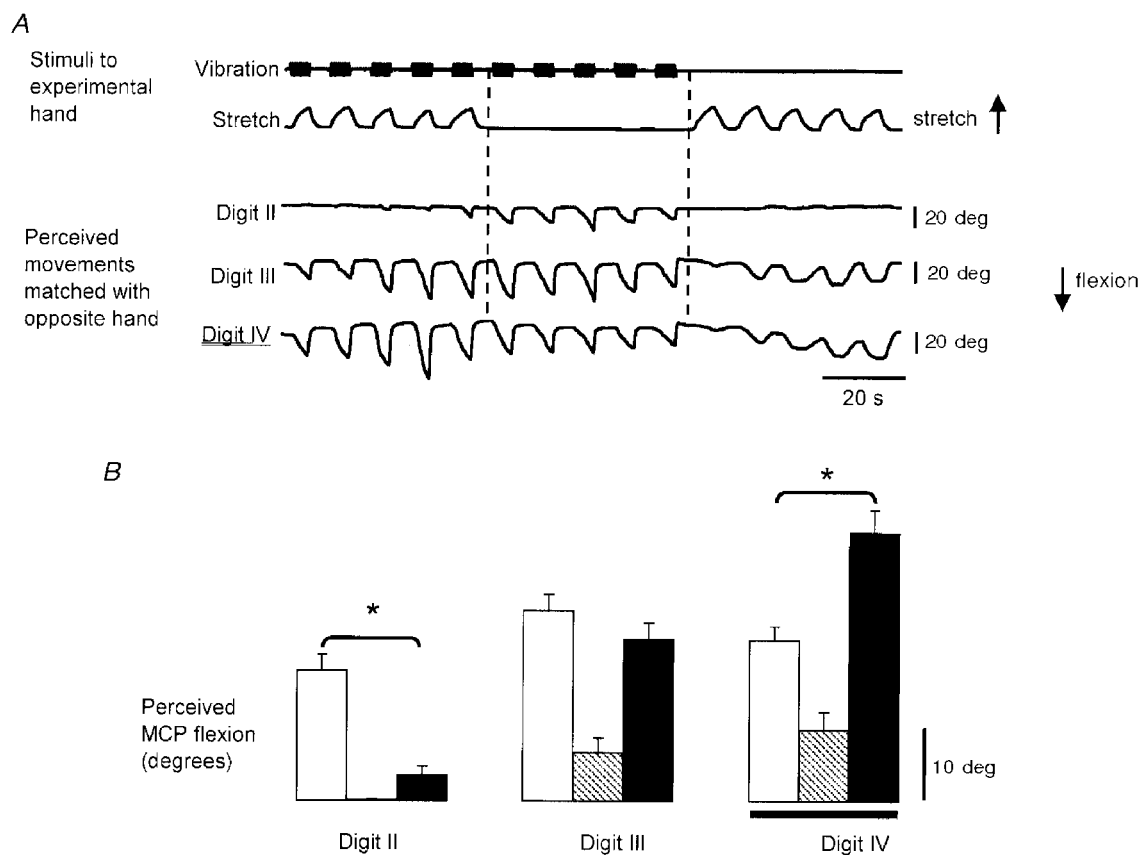 A
Stimuli to
experimental
hand
Vibration
Stretch
stretch
Digit II
20 deg
Perceived
movements
matched with
opposite hand
Digit III
20 deg
flexion
Digit IV
20 deg
20 s
B
*
*
Perceived
MCP flexion
(degrees)
10 deg
Digit II
Digit III
Digit IV